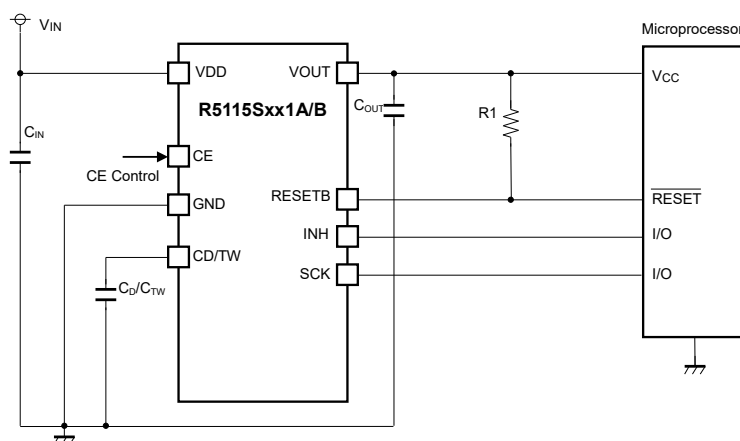 VIN
Microprocessor
VDD
VOUT
VCC
R5115Sxx1A/B
COUT
R1
CIN
CE
CE Control
RESETB
RESET
GND
INH
I/O
CD/TW
SCK
I/O
CD/CTW